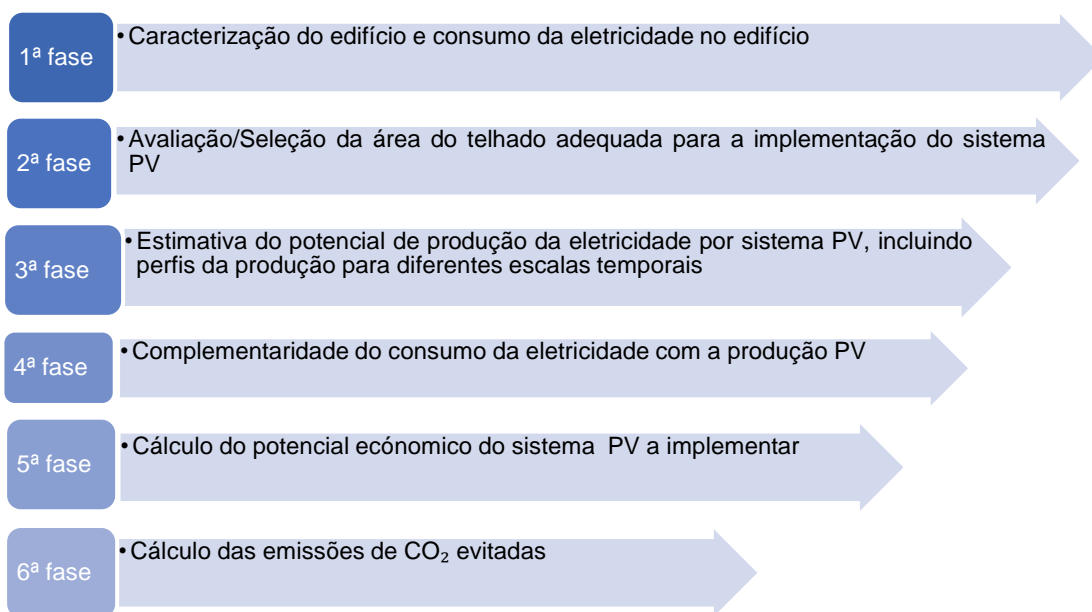 1ª fase
•Caracterização do edifício e consumo da eletricidade no edifício
2ª fase
•Avaliação/Seleção da área do telhado adequada para a implementação do sistema
PV
3ª fase
•Estimativa do potencial de produção da eletricidade por sistema PV, incluindo
perfis da produção para diferentes escalas temporais
4ª fase
•Complementaridade do consumo da eletricidade com a produção PV
5ª fase
•Cálculo do potencial ecónomico do sistema PV a implementar
6ª fase
•Cálculo das emissões de CO₂ evitadas